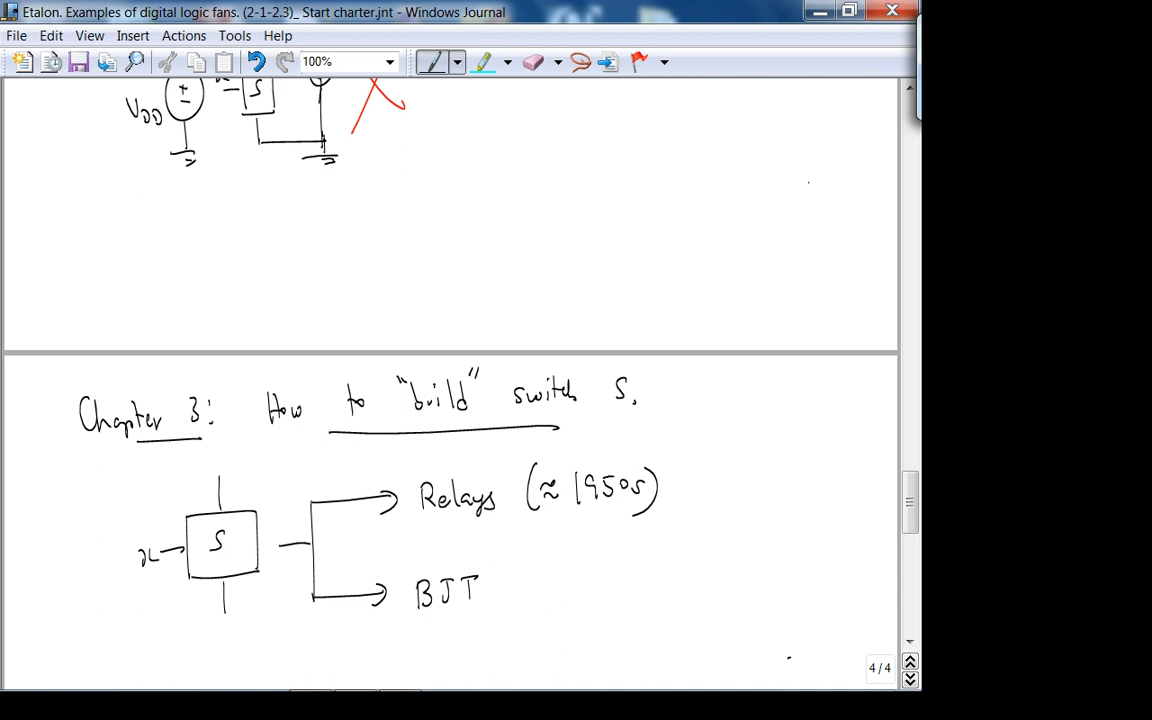 Etalon. Examples of digital logic fans. (2-1-2.3)_ Start charter.jnt - Windows Journal
File Edit View Insert Actions Tools Help
100%
S
VDD
Chapter 3: How to "build" switch S.
Relays (≈ 1950s)
x S
BJT
4 / 4